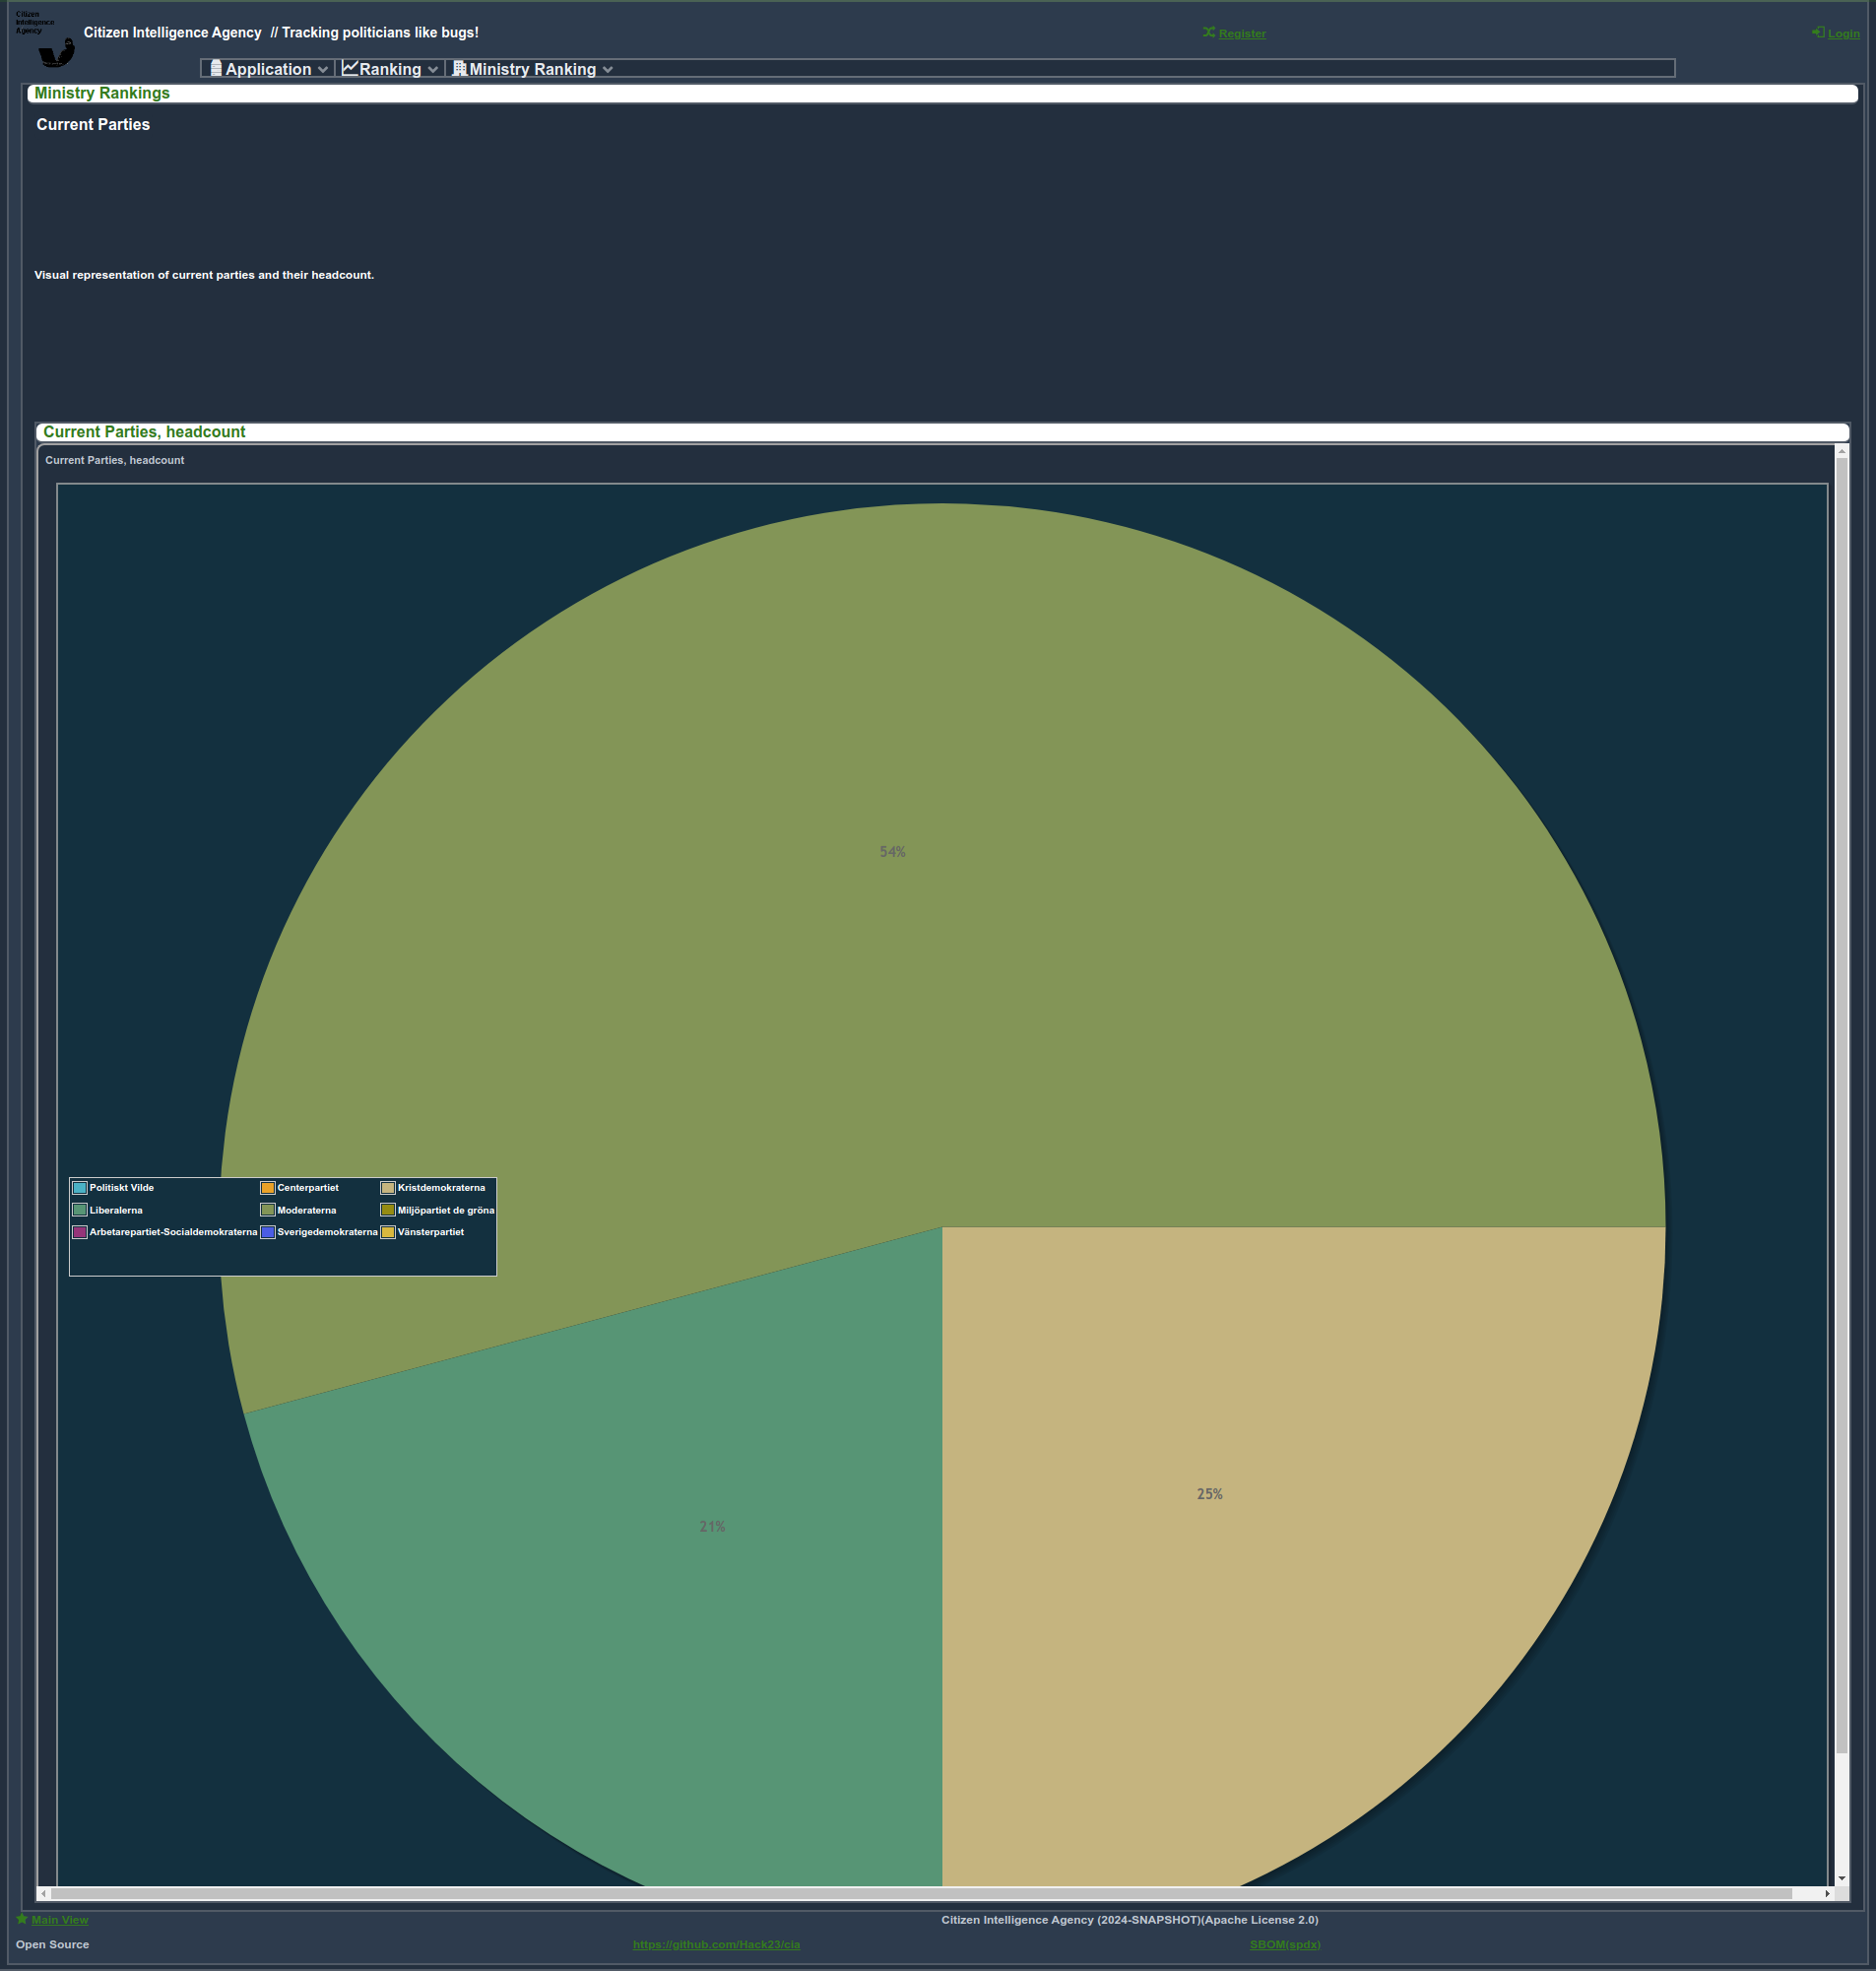 Citizen
Intelligence
Agency
Citizen Intelligence Agency // Tracking politicians like bugs!
Register
Login
Application
Ranking
Ministry Ranking
Ministry Rankings
Current Parties
Visual representation of current parties and their headcount.
Current Parties, headcount
Current Parties, headcount
54%
Politiskt Vilde
Centerpartiet
Kristdemokraterna
Liberalerna
Moderaterna
Miljöpartiet de gröna
Arbetarepartiet-Socialdemokraterna
Sverigedemokraterna
Vänsterpartiet
25%
21%
Main View
Citizen Intelligence Agency (2024-SNAPSHOT)(Apache License 2.0)
Open Source
https://github.com/Hack23/cia
SBOM(spdx)